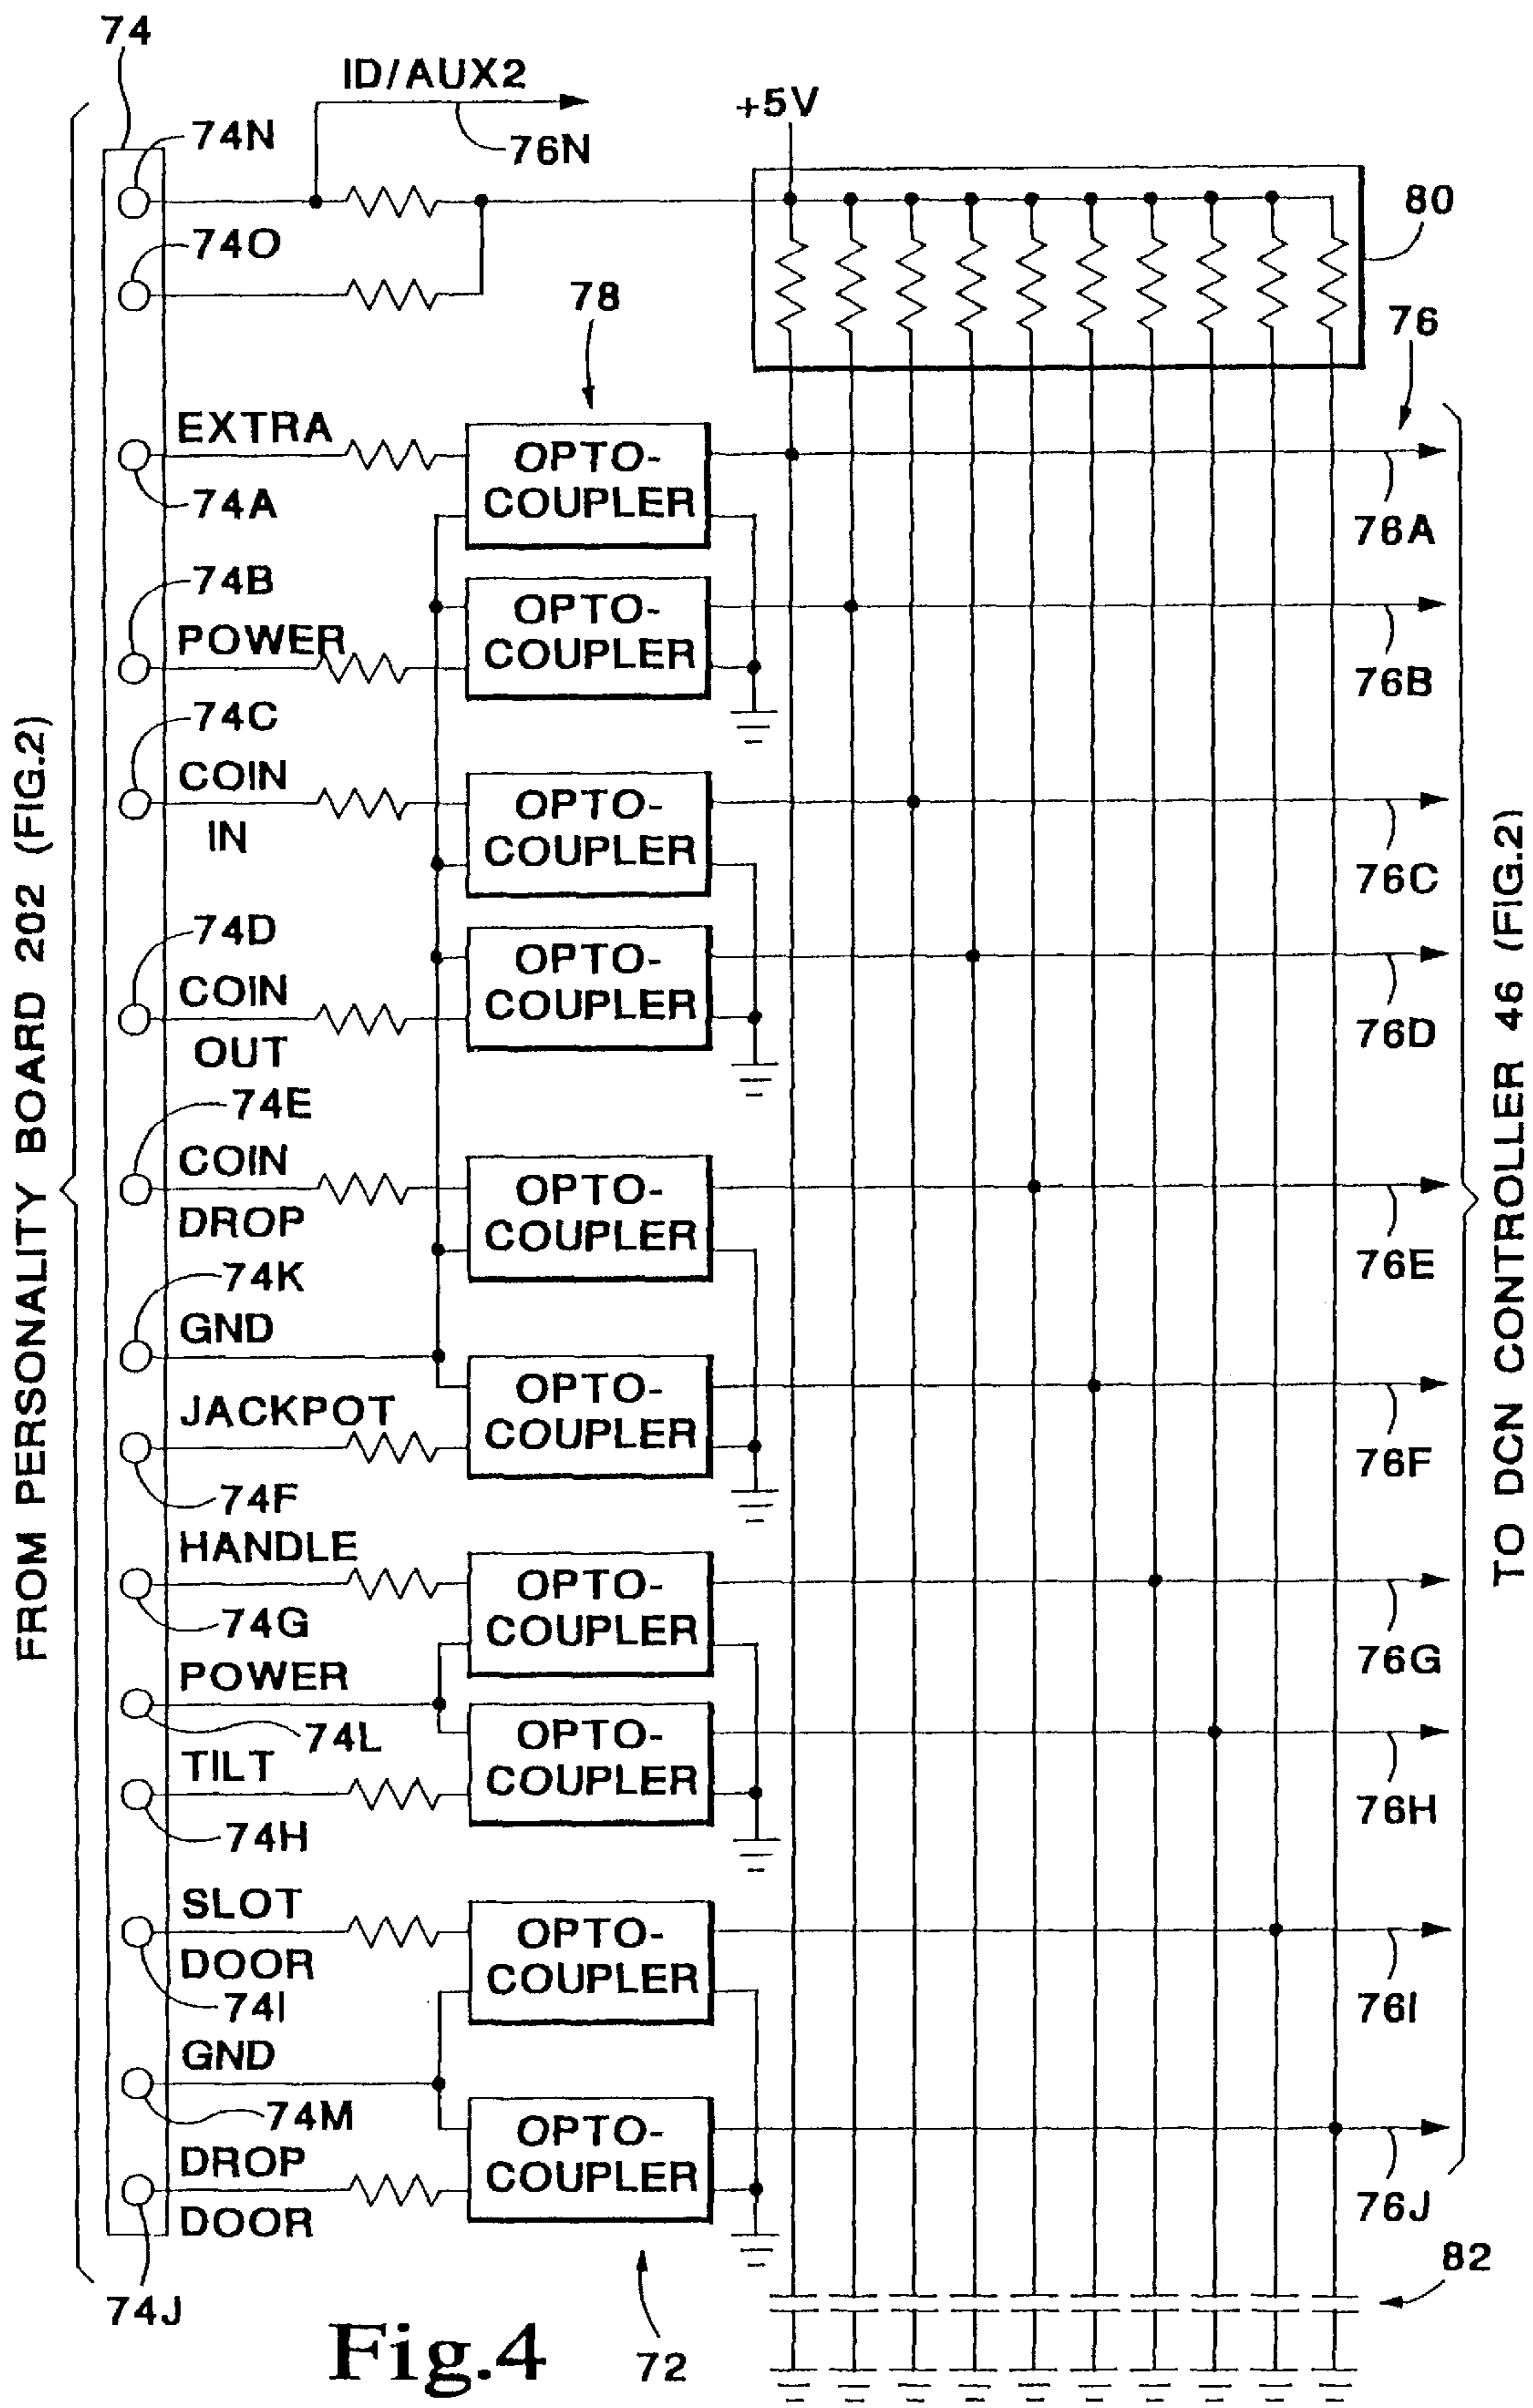 74
ID/AUX2
+5V
74N
76N
80
74O
78
76
EXTRA
OPTO-
COUPLER
74A
76A
74B
OPTO-
COUPLER
POWER
76B
74C
COIN
IN
OPTO-
COUPLER
76C
74D
COIN
OUT
OPTO-
COUPLER
76D
74E
COIN
DROP
OPTO-
COUPLER
76E
74K
GND
JACKPOT
OPTO-
COUPLER
74F
76F
HANDLE
OPTO-
COUPLER
74G
76G
POWER
74L
OPTO-
COUPLER
TILT
74H
76H
SLOT
DOOR
OPTO-
COUPLER
74I
76I
GND
74M
OPTO-
COUPLER
DROP
DOOR
76J
74J
82
72
Fig.4
FROM PERSONALITY BOARD 202 (FIG.2)
TO DCN CONTROLLER 46 (FIG.2)